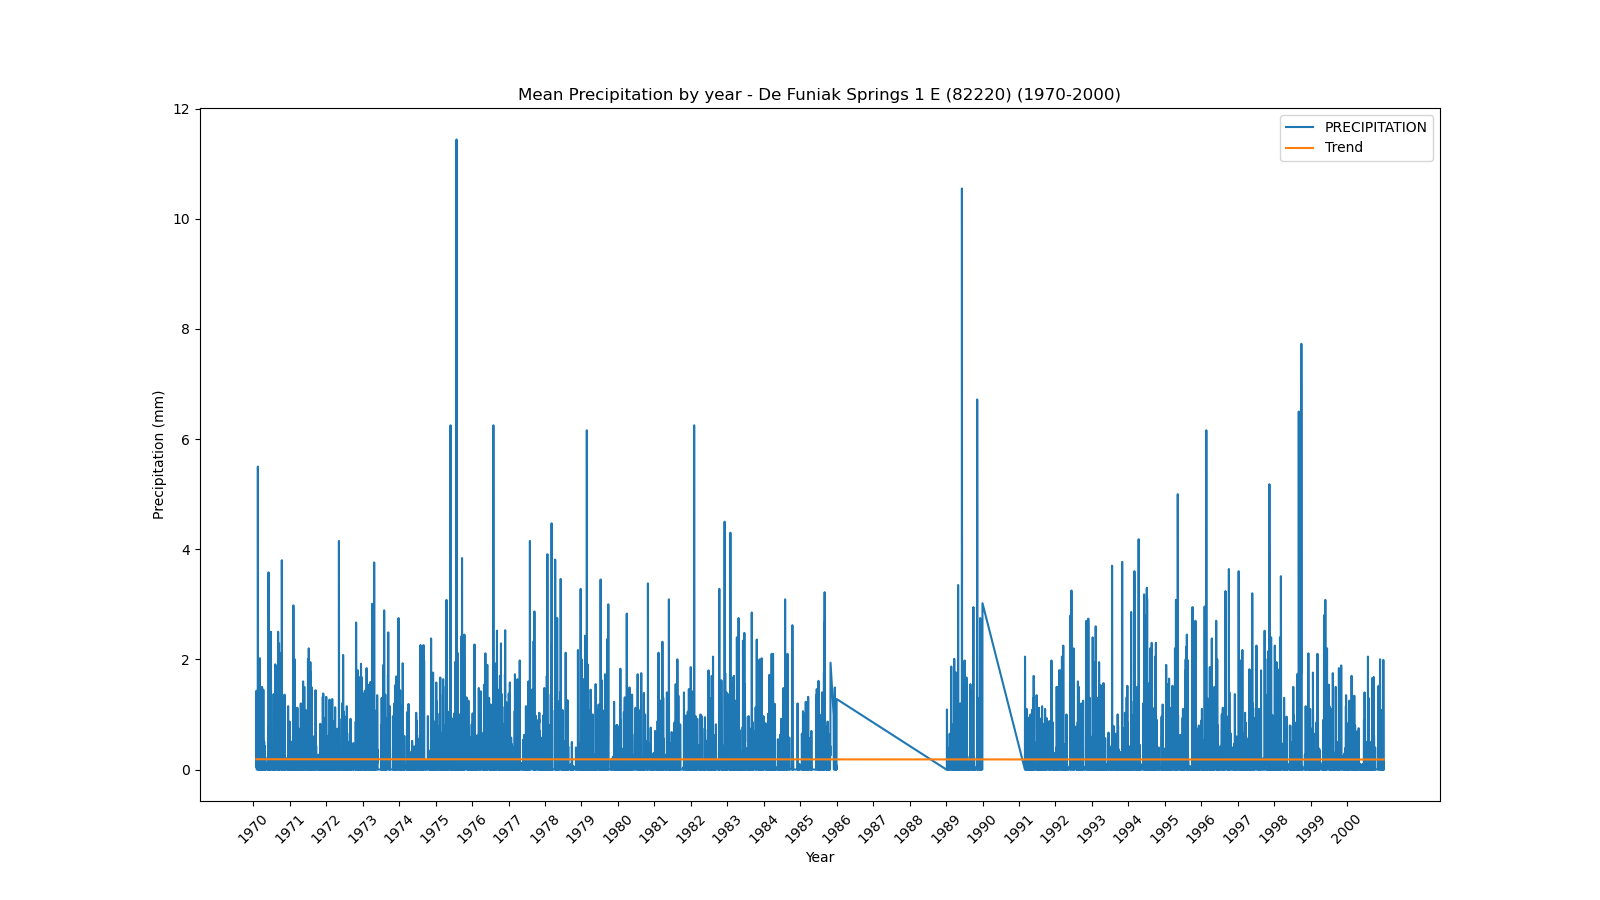 Mean Precipitation by year - De Funiak Springs 1 E (82220) (1970-2000)
PRECIPITATION
Trend
12
10
8
6
4
2
0
Precipitation (mm)
1970 1971 1972 1973 1974 1975 1976 1977 1978 1979 1980 1981 1982 1983 1984 1985 1986 1987 1988 1989 1990 1991 1992 1993 1994 1995 1996 1997 1998 1999 2000
Year